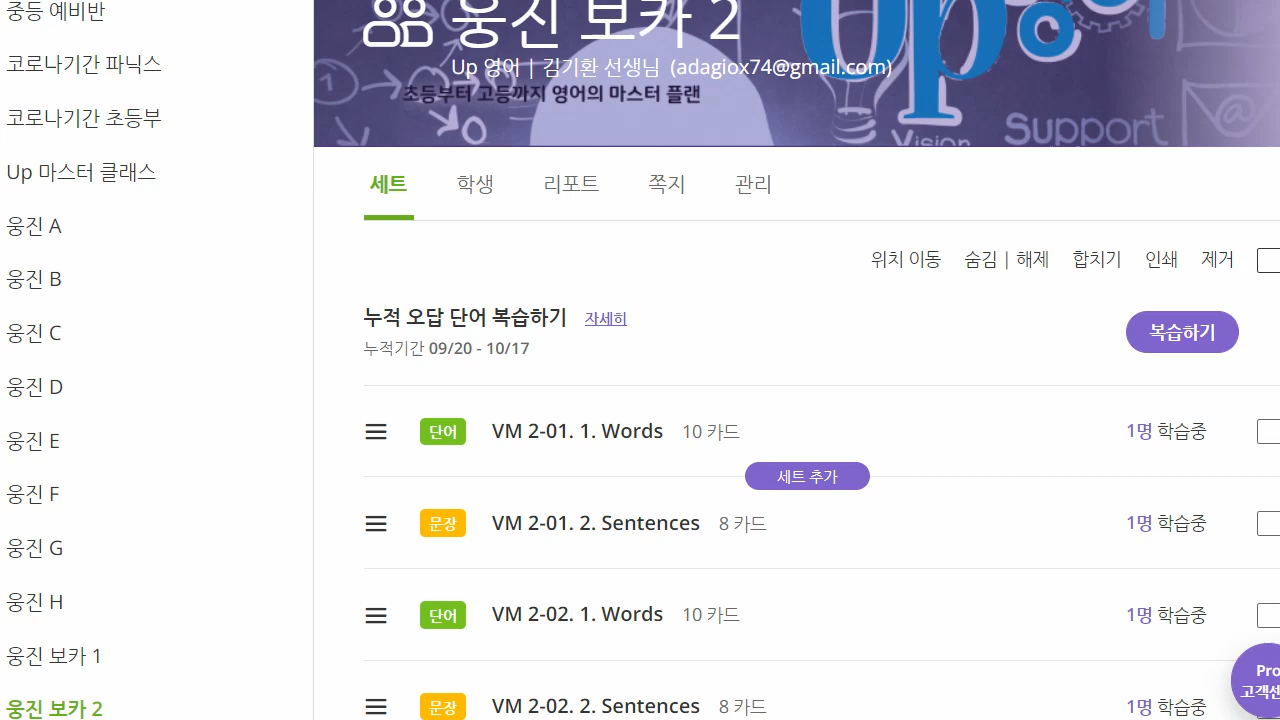 중등 예비반
코로나기간 파닉스
코로나기간 초등부
Up 마스터 클래스
웅진 A
웅진 B
웅진 C
웅진 D
웅진 E
웅진 F
웅진 G
웅진 H
웅진 보카 1
웅진 보카 2
웅진 보카 2
Up 영어 | 김기환 선생님 (adagiox74@gmail.com)
초등부터 고등까지 영어의 마스터 플랜
up
Vision
Support
세트 학생 리포트 쪽지 관리
위치 이동 숨김 | 해제 합치기 인쇄 제거
누적 오답 단어 복습하기 자세히
누적기간 09/20 - 10/17
복습하기
단어 VM 2-01. 1. Words 10 카드 1명 학습중
세트 추가
문장 VM 2-01. 2. Sentences 8 카드 1명 학습중
단어 VM 2-02. 1. Words 10 카드 1명 학습중
문장 VM 2-02. 2. Sentences 8 카드 1명 학습중
Pro
고객센